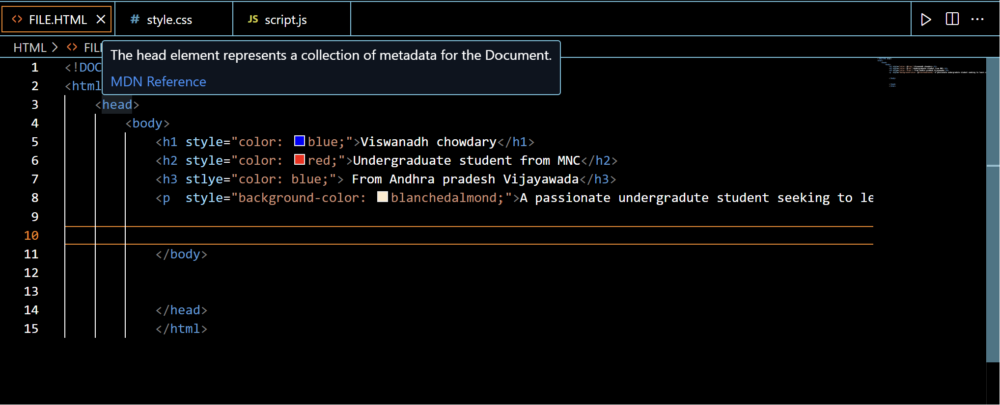 <> FILE.HTML × # style.css JS script.js ...
HTML > <> FIL
The head element represents a collection of metadata for the Document.
MDN Reference
1 <!DOC
2 <html
3 <head>
4 <body>
5 <h1 style="color: blue;">Viswanadh chowdary</h1>
6 <h2 style="color: red;">Undergraduate student from MNC</h2>
7 <h3 stlye="color: blue;"> From Andhra pradesh Vijayawada</h3>
8 <p  style="background-color: blanchedalmond;">A passionate undergradute student seeking to le
9
10
11 </body>
12
13
14 </head>
15 </html>